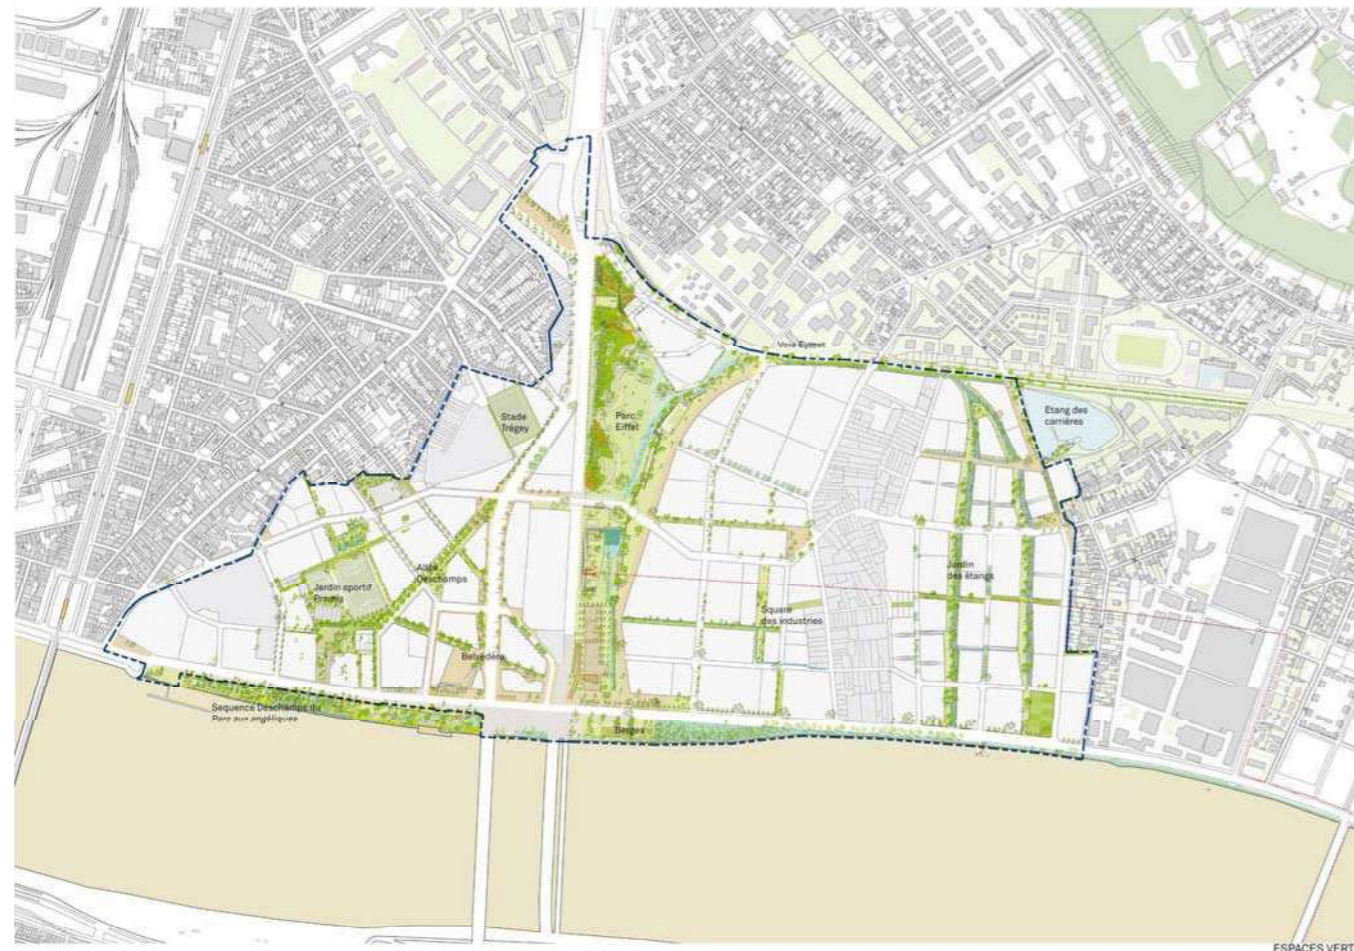 Voie Eymet
Stade
Trégey
Parc
Eiffel
Etang des
carrières
Allée
Deschamps
Jardin sportif
Promis
Jardin
des étangs
Square
des industries
Belvédère
Sequence Deschamps du
Parc aux angéliques
Berges
ESPACES VERT